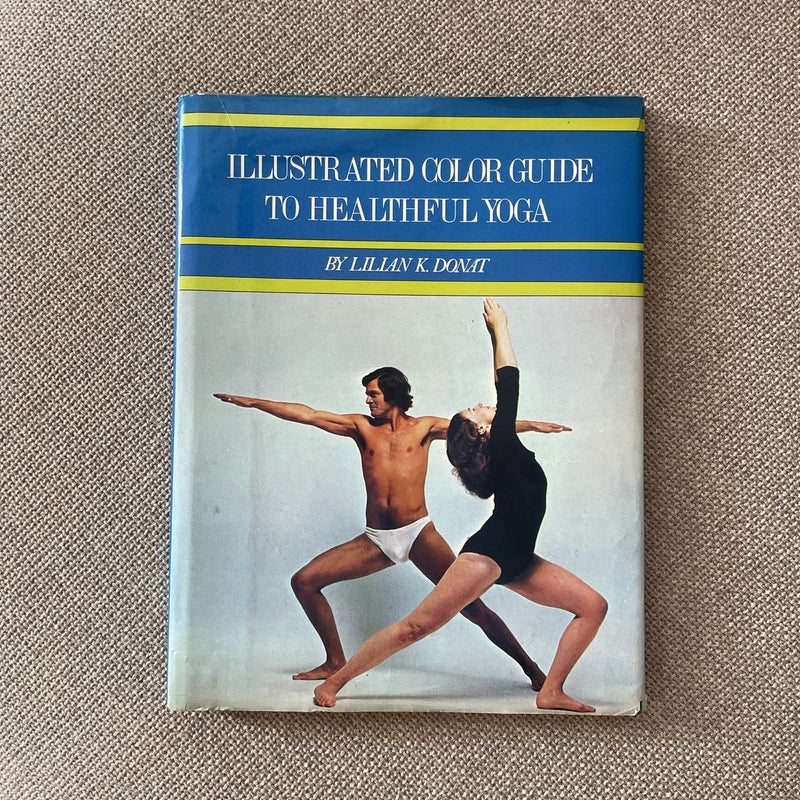 ILLUSTRATED COLOR GUIDE
TO HEALTHFUL YOGA
BY LILIAN K. DONAT